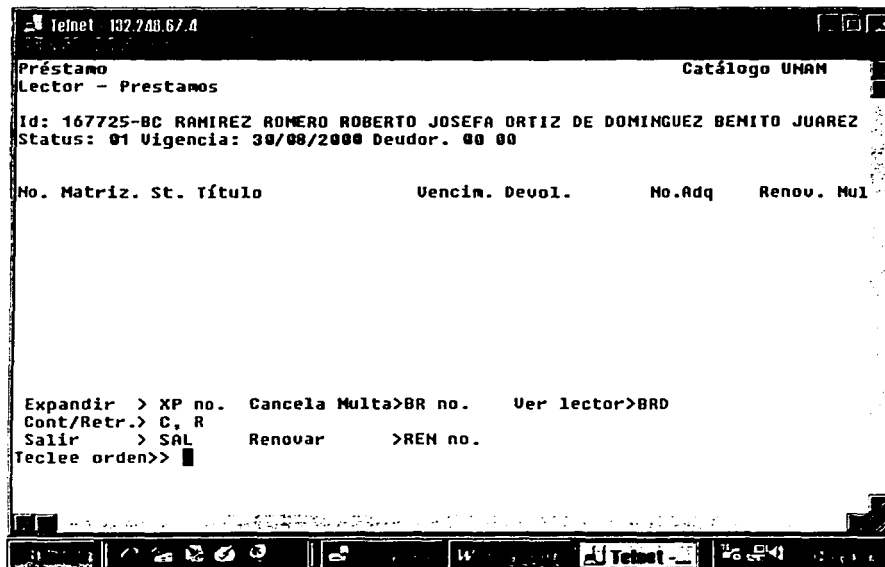 Telnet - 132.248.67.4
Préstamo Catálogo UNAM
Lector - Prestamos
Id: 167725-BC RAMIREZ ROMERO ROBERTO JOSEFA ORTIZ DE DOMINGUEZ BENITO JUAREZ
Status: 01 Vigencia: 30/08/2000 Deudor. 00 00
No. Matriz. St. Título Vencim. Devol. No.Adq Renov. Mul
Expandir > XP no. Cancela Multa>BR no. Ver lector>BRD
Cont/Retr.> C, R
Salir > SAL Renovar >REN no.
Teclee orden>>
W Telnet -